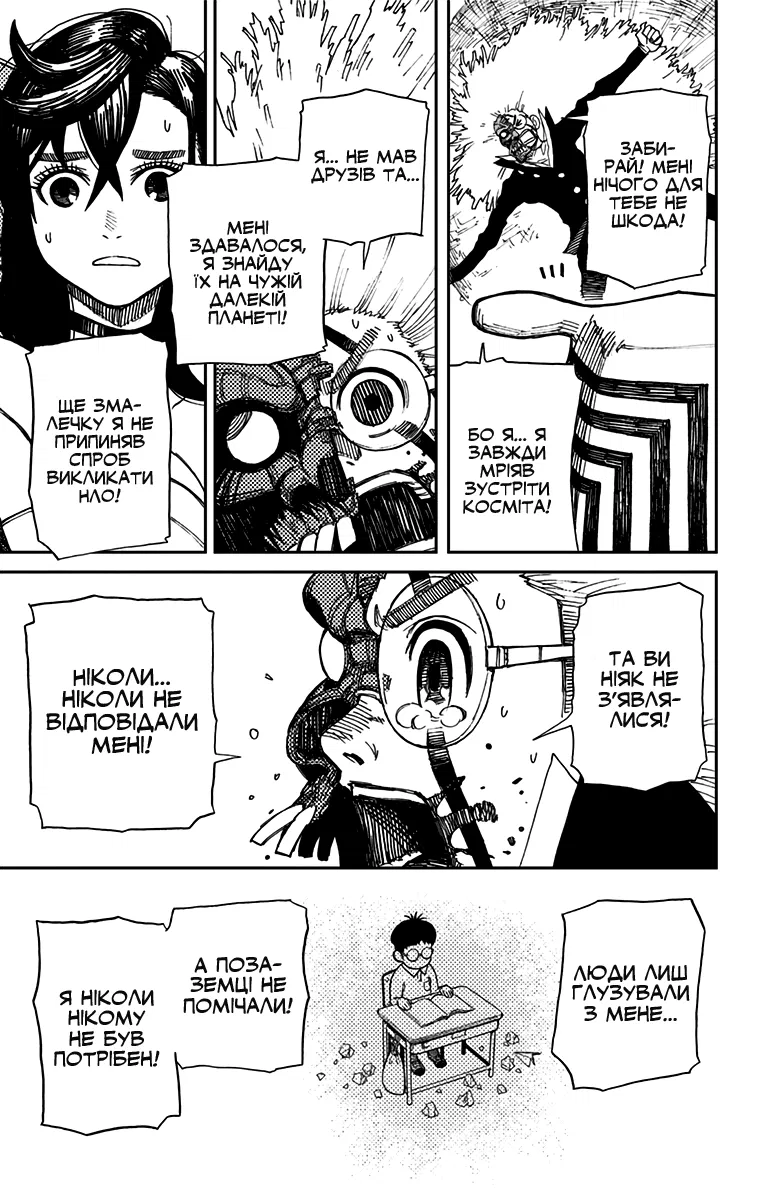 ЗАБИ-
РАЙ! МЕНІ
НІЧОГО ДЛЯ
ТЕБЕ НЕ
ШКОДА!
БО Я... Я
ЗАВЖДИ
МРІЯВ
ЗУСТРІТИ
КОСМІТА!
Я... НЕ МАВ
ДРУЗІВ ТА...
МЕНІ
ЗДАВАЛОСЯ,
Я ЗНАЙДУ
ЇХ НА ЧУЖІЙ
ДАЛЕКІЙ
ПЛАНЕТІ!
ЩЕ ЗМА-
ЛЕЧКУ Я НЕ
ПРИПИНЯВ
СПРОБ
ВИКЛИКАТИ
НЛО!
ТА ВИ
НІЯК НЕ
З'ЯВЛЯ-
ЛИСЯ!
НІКОЛИ...
НІКОЛИ НЕ
ВІДПОВІДАЛИ
МЕНІ!
ЛЮДИ ЛИШ
ГЛУЗУВАЛИ
З МЕНЕ...
А ПОЗА-
ЗЕМЦІ НЕ
ПОМІЧАЛИ!
Я НІКОЛИ
НІКОМУ
НЕ БУВ
ПОТРІБЕН!